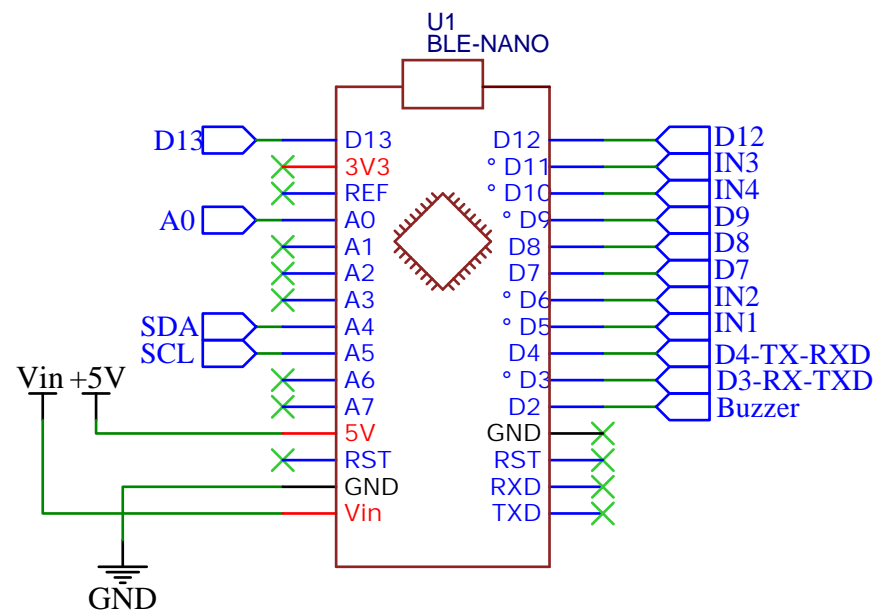 U1
BLE-NANO
D13 D13 D12 D12
3V3 ° D11 IN3
REF ° D10 IN4
A0 A0 ° D9 D9
A1 D8 D8
A2 D7 D7
A3 ° D6 IN2
SDA A4 ° D5 IN1
SCL A5 D4 D4-TX-RXD
Vin +5V A6 ° D3 D3-RX-TXD
A7 D2 Buzzer
5V GND
RST RST
GND RXD
Vin TXD
GND